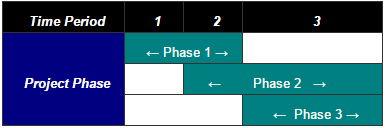 Time Period 1 2 3
← Phase 1 →
Project Phase ← Phase 2 →
← Phase 3 →